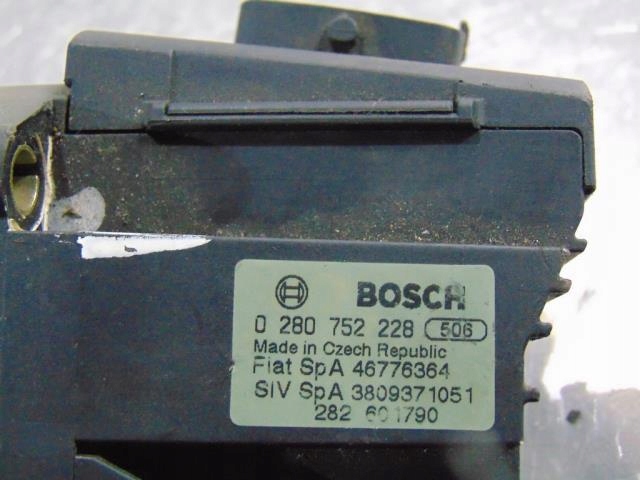 BOSCH
0 280 752 228 506
Made in Czech Republic
Fiat SpA 46776364
SIV SpA 3809371051
282 601790